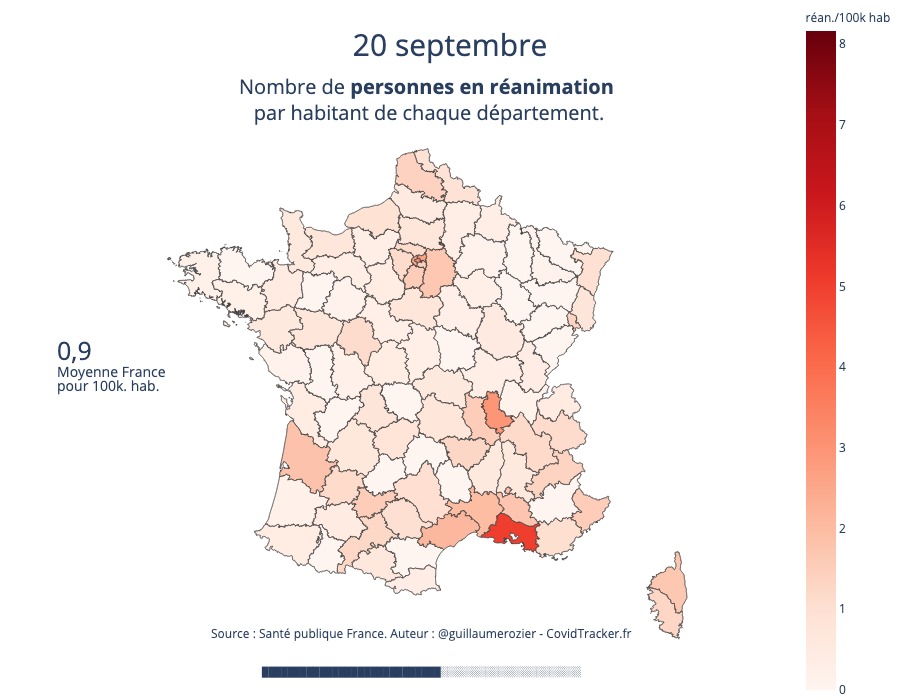 réan./100k hab
20 septembre
Nombre de personnes en réanimation
par habitant de chaque département.
8
7
6
5
4
3
2
1
0
0,9
Moyenne France
pour 100k. hab.
Source : Santé publique France. Auteur : @guillaumerozier - CovidTracker.fr